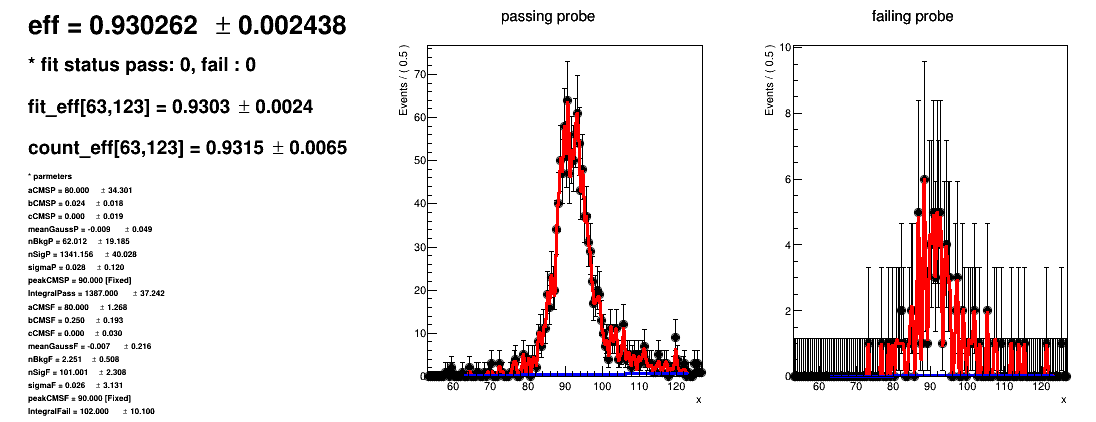 eff = 0.930262 ± 0.002438
* fit status pass: 0, fail : 0
fit_eff[63,123] = 0.9303 ± 0.0024
count_eff[63,123] = 0.9315 ± 0.0065
* parmeters
aCMSP = 80.000 ± 34.301
bCMSP = 0.024 ± 0.018
cCMSP = 0.000 ± 0.019
meanGaussP = -0.009 ± 0.049
nBkgP = 62.012 ± 19.185
nSigP = 1341.156 ± 40.028
sigmaP = 0.028 ± 0.120
peakCMSP = 90.000 [Fixed]
IntegralPass = 1387.000 ± 37.242
aCMSF = 80.000 ± 1.268
bCMSF = 0.250 ± 0.193
cCMSF = 0.000 ± 0.030
meanGaussF = -0.007 ± 0.216
nBkgF = 2.251 ± 0.508
nSigF = 101.001 ± 2.308
sigmaF = 0.026 ± 3.131
peakCMSF = 90.000 [Fixed]
IntegralFail = 102.000 ± 10.100
passing probe
Events / ( 0.5 )
70
60
50
40
30
20
10
0
60 70 80 90 100 110 120
x
failing probe
Events / ( 0.5 )
10
8
6
4
2
0
60 70 80 90 100 110 120
x